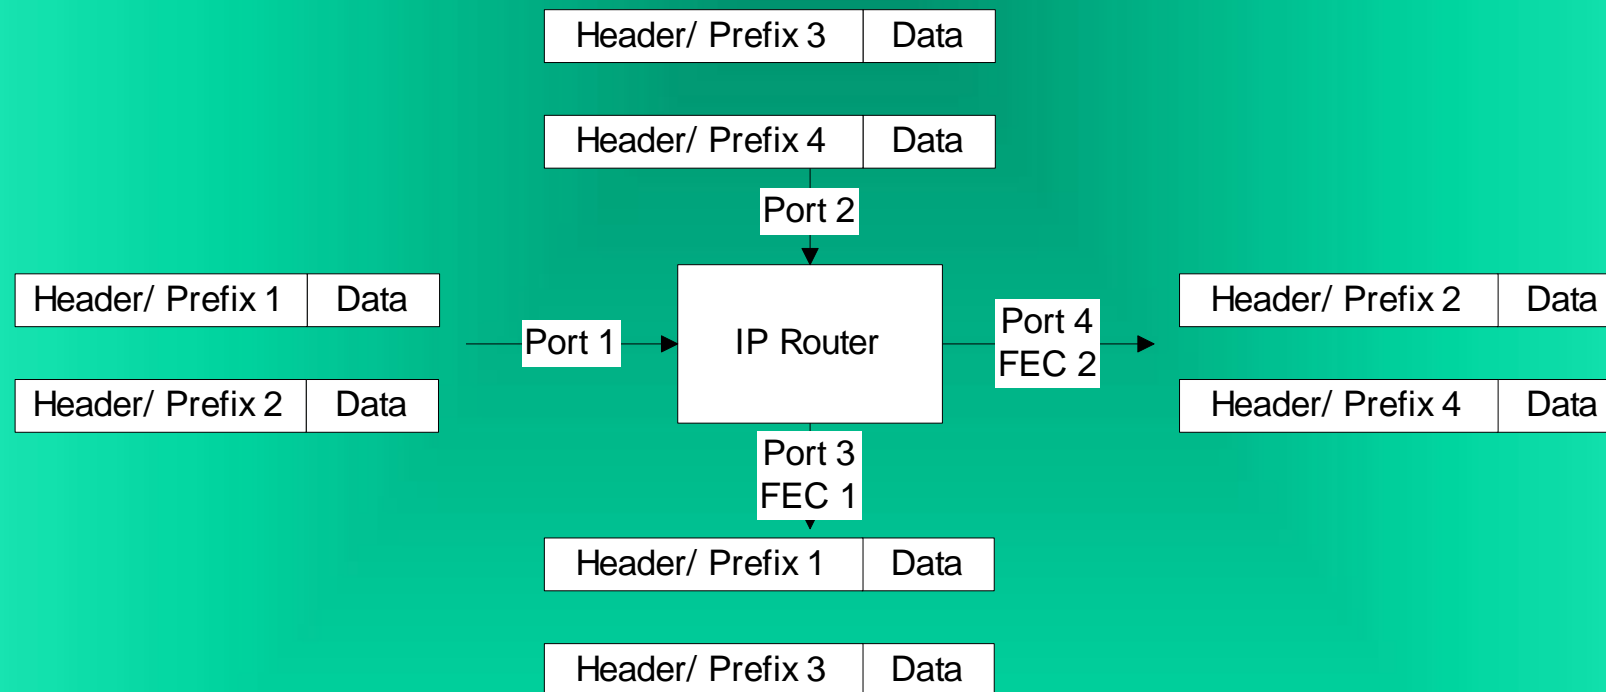 Header/ Prefix 3 Data
Header/ Prefix 4 Data
Port 2
Header/ Prefix 1 Data
Header/ Prefix 2 Data
Port 1
IP Router
Port 4
FEC 2
Header/ Prefix 2 Data
Header/ Prefix 4 Data
Port 3
FEC 1
Header/ Prefix 1 Data
Header/ Prefix 3 Data